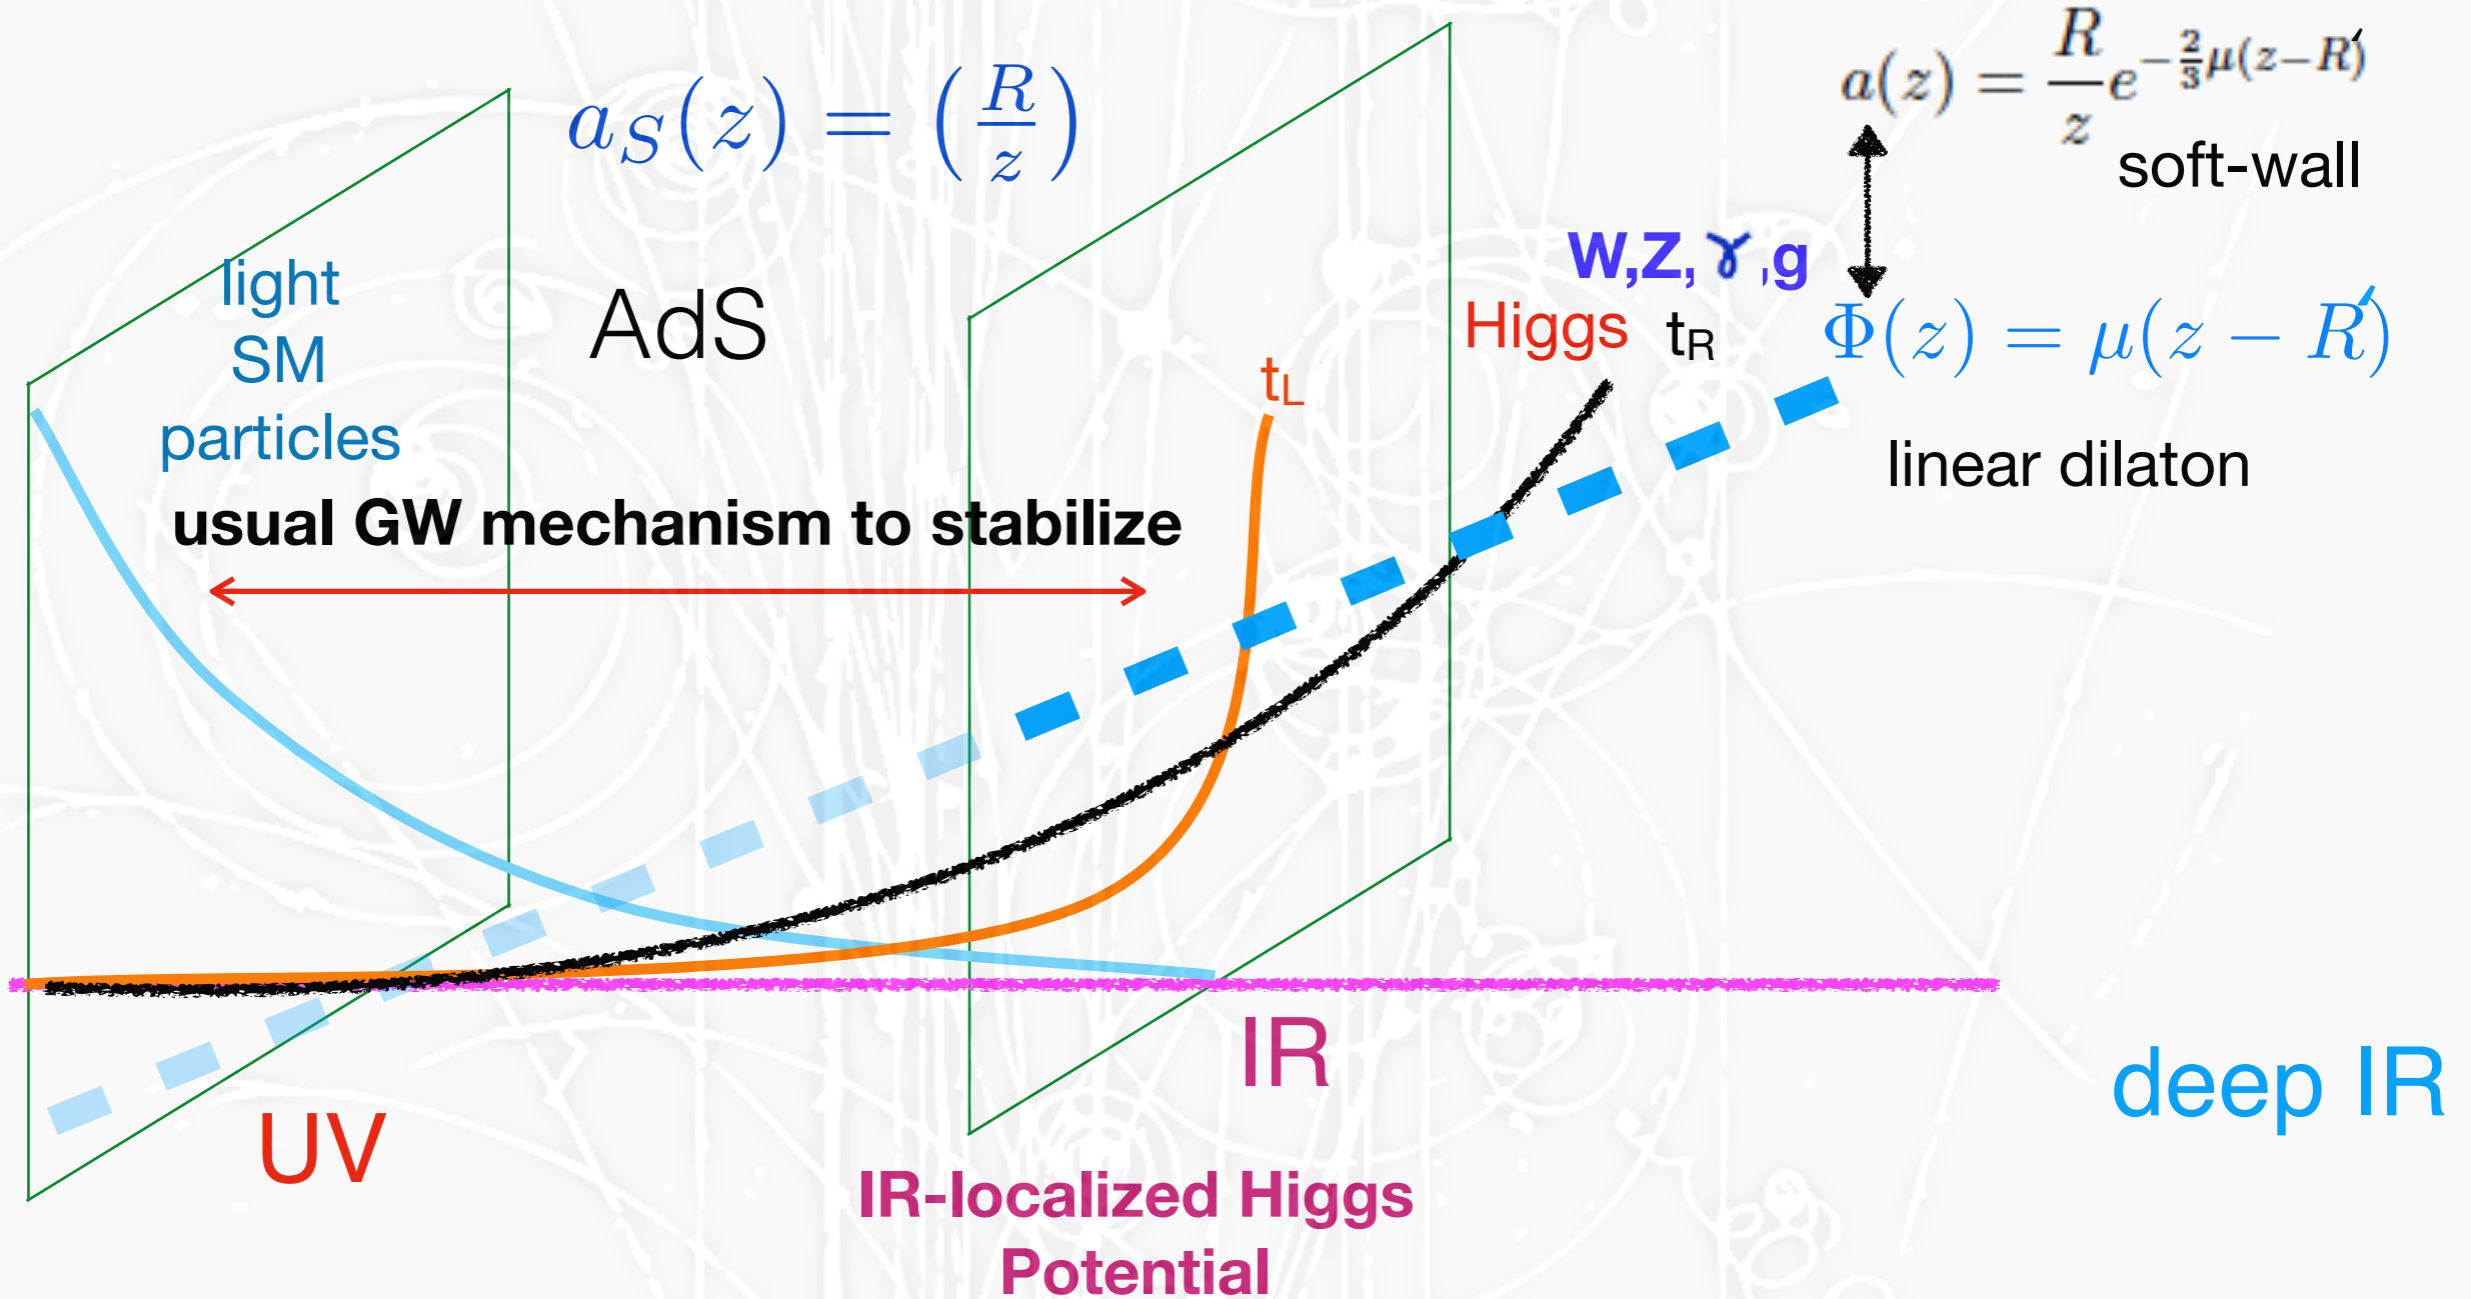 a_S(z) = (R/z)
a(z) = R/z e^{-2/3 μ(z-R′)}
soft-wall
light
SM
particles
AdS
W,Z, γ,g
Higgs t_R
Φ(z) = μ(z − R′)
t_L
linear dilaton
usual GW mechanism to stabilize
IR
deep IR
UV
IR-localized Higgs
Potential